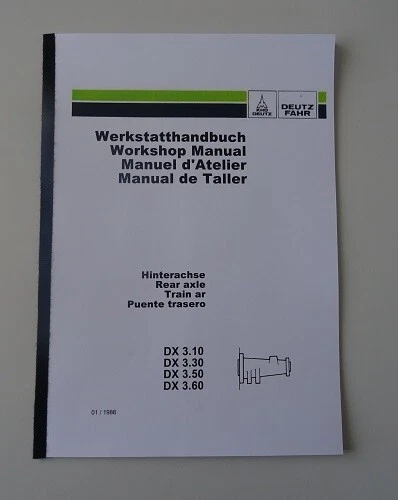 KHD
DEUTZ
DEUTZ
FAHR
Werkstatthandbuch
Workshop Manual
Manuel d'Atelier
Manual de Taller
Hinterachse
Rear axle
Train ar
Puente trasero
DX 3.10
DX 3.30
DX 3.50
DX 3.60
01 / 1986